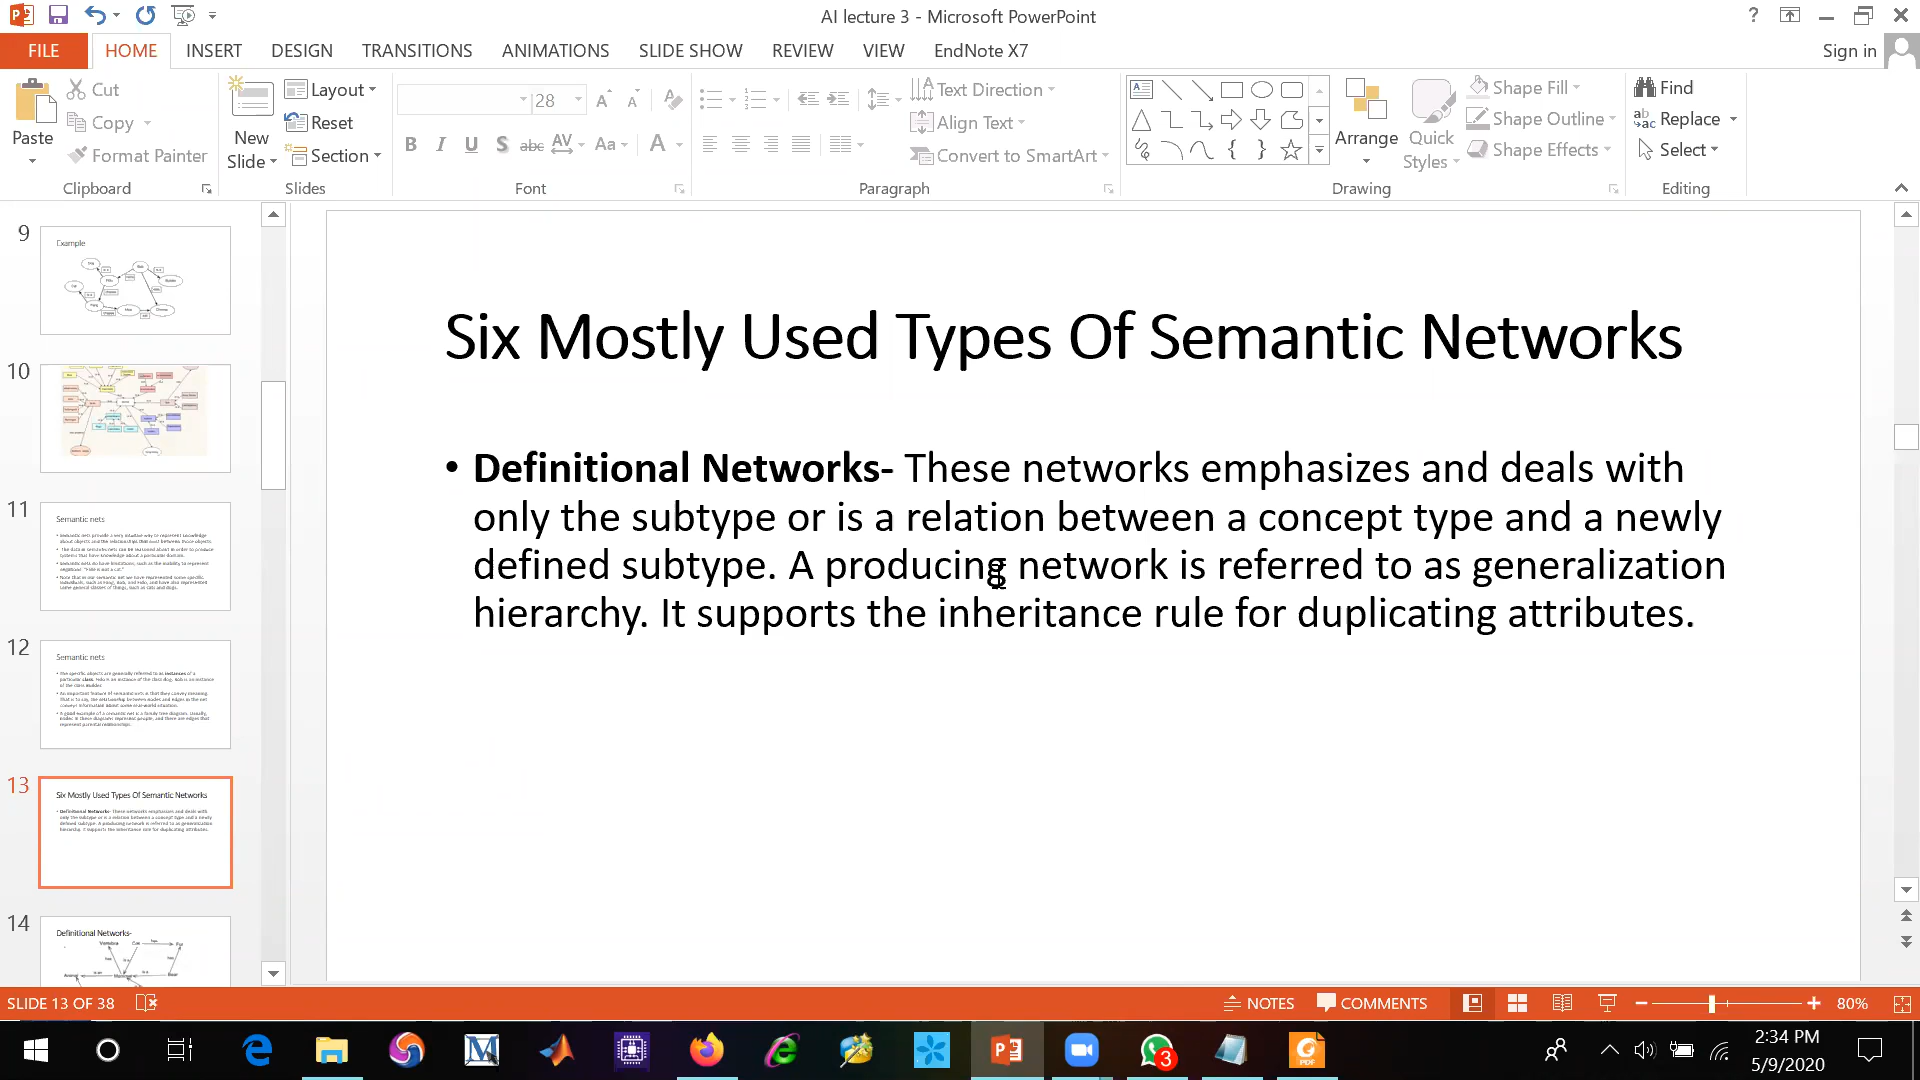 AI lecture 3 - Microsoft PowerPoint
FILE HOME INSERT DESIGN TRANSITIONS ANIMATIONS SLIDE SHOW REVIEW VIEW EndNote X7 Sign in
Paste
Cut
Copy
Format Painter
Clipboard
New Slide
Layout
Reset
Section
Slides
28
Font
Text Direction
Align Text
Convert to SmartArt
Paragraph
Arrange
Quick Styles
Shape Fill
Shape Outline
Shape Effects
Drawing
Find
Replace
Select
Editing
9
Example
10
11
Semantic nets
12
Semantic nets
13
Six Mostly Used Types Of Semantic Networks
14
Definitional Networks-
Six Mostly Used Types Of Semantic Networks
• Definitional Networks- These networks emphasizes and deals with
only the subtype or is a relation between a concept type and a newly
defined subtype. A producing network is referred to as generalization
hierarchy. It supports the inheritance rule for duplicating attributes.
SLIDE 13 OF 38
NOTES COMMENTS 80%
3
2:34 PM
5/9/2020